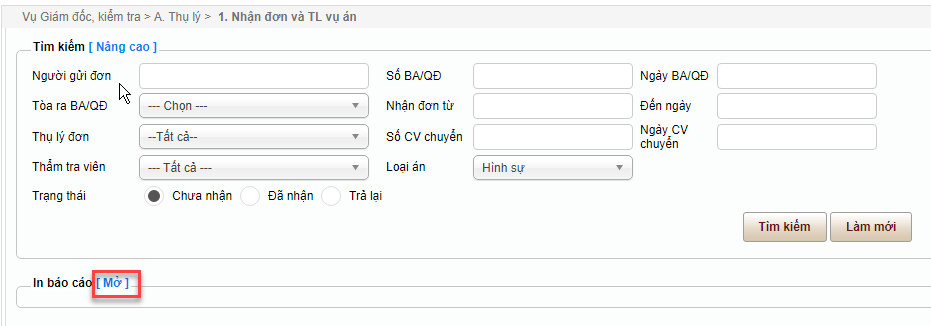 Vụ Giám đốc, kiểm tra > A. Thụ lý > 1. Nhận đơn và TL vụ án
Tìm kiếm [ Nâng cao ]
Người gửi đơn Số BA/QĐ Ngày BA/QĐ
Tòa ra BA/QĐ --- Chọn --- Nhận đơn từ Đến ngày
Thụ lý đơn --Tất cả-- Số CV chuyển Ngày CV
chuyển
Thẩm tra viên --- Tất cả --- Loại án Hình sự
Trạng thái Chưa nhận Đã nhận Trả lại
Tìm kiếm Làm mới
In báo cáo [ Mở ]